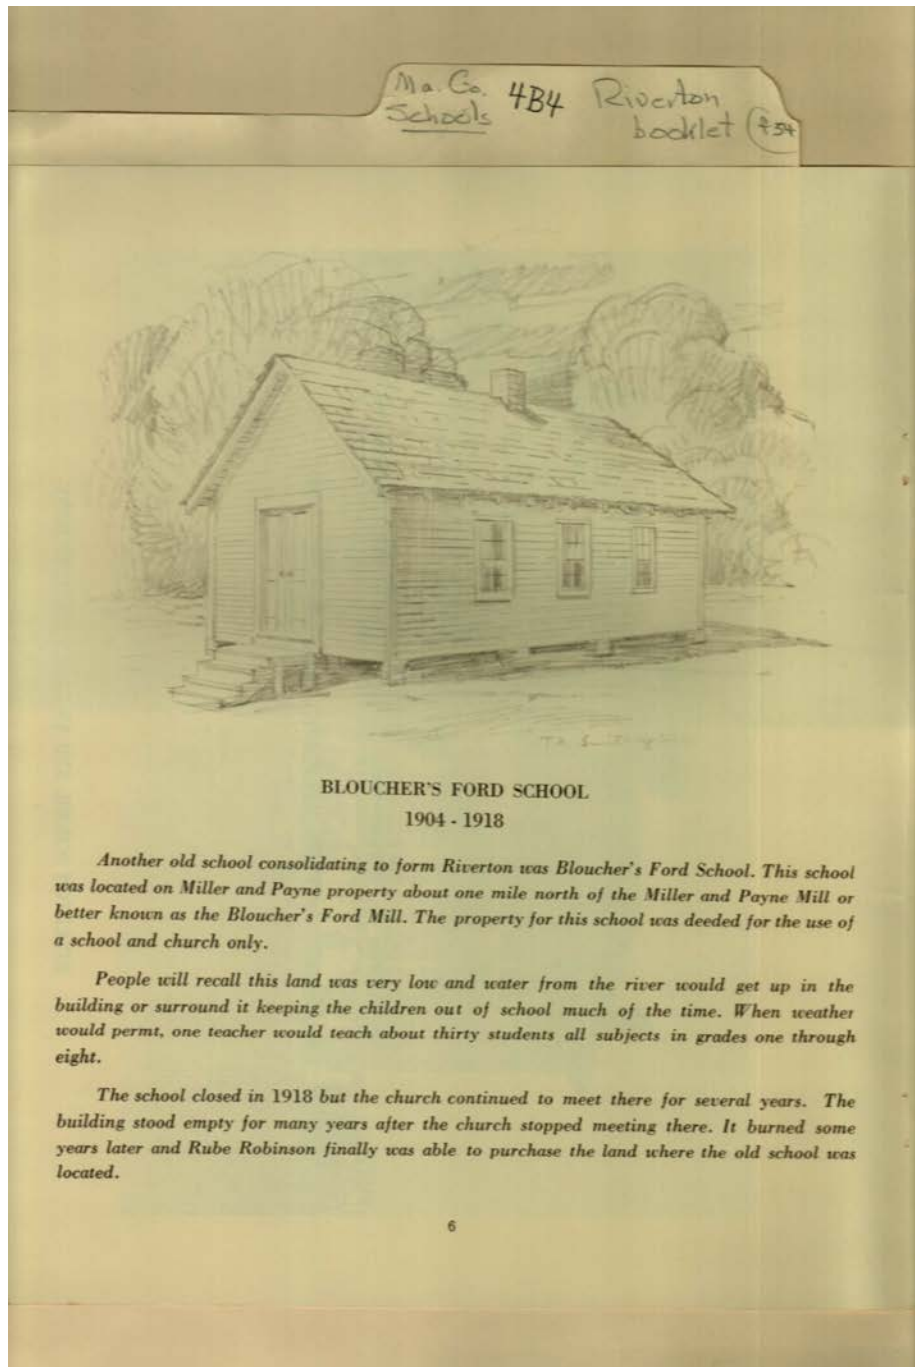 Ma. Co. 4B4 Riverton
Schools booklet
BLOUCHER'S FORD SCHOOL
1904 - 1918
Another old school consolidating to form Riverton was Bloucher's Ford School. This school
was located on Miller and Payne property about one mile north of the Miller and Payne Mill or
better known as the Bloucher's Ford Mill. The property for this school was deeded for the use of
a school and church only.
People will recall this land was very low and water from the river would get up in the
building or surround it keeping the children out of school much of the time. When weather
would permt, one teacher would teach about thirty students all subjects in grades one through
eight.
The school closed in 1918 but the church continued to meet there for several years. The
building stood empty for many years after the church stopped meeting there. It burned some
years later and Rube Robinson finally was able to purchase the land where the old school was
located.
6